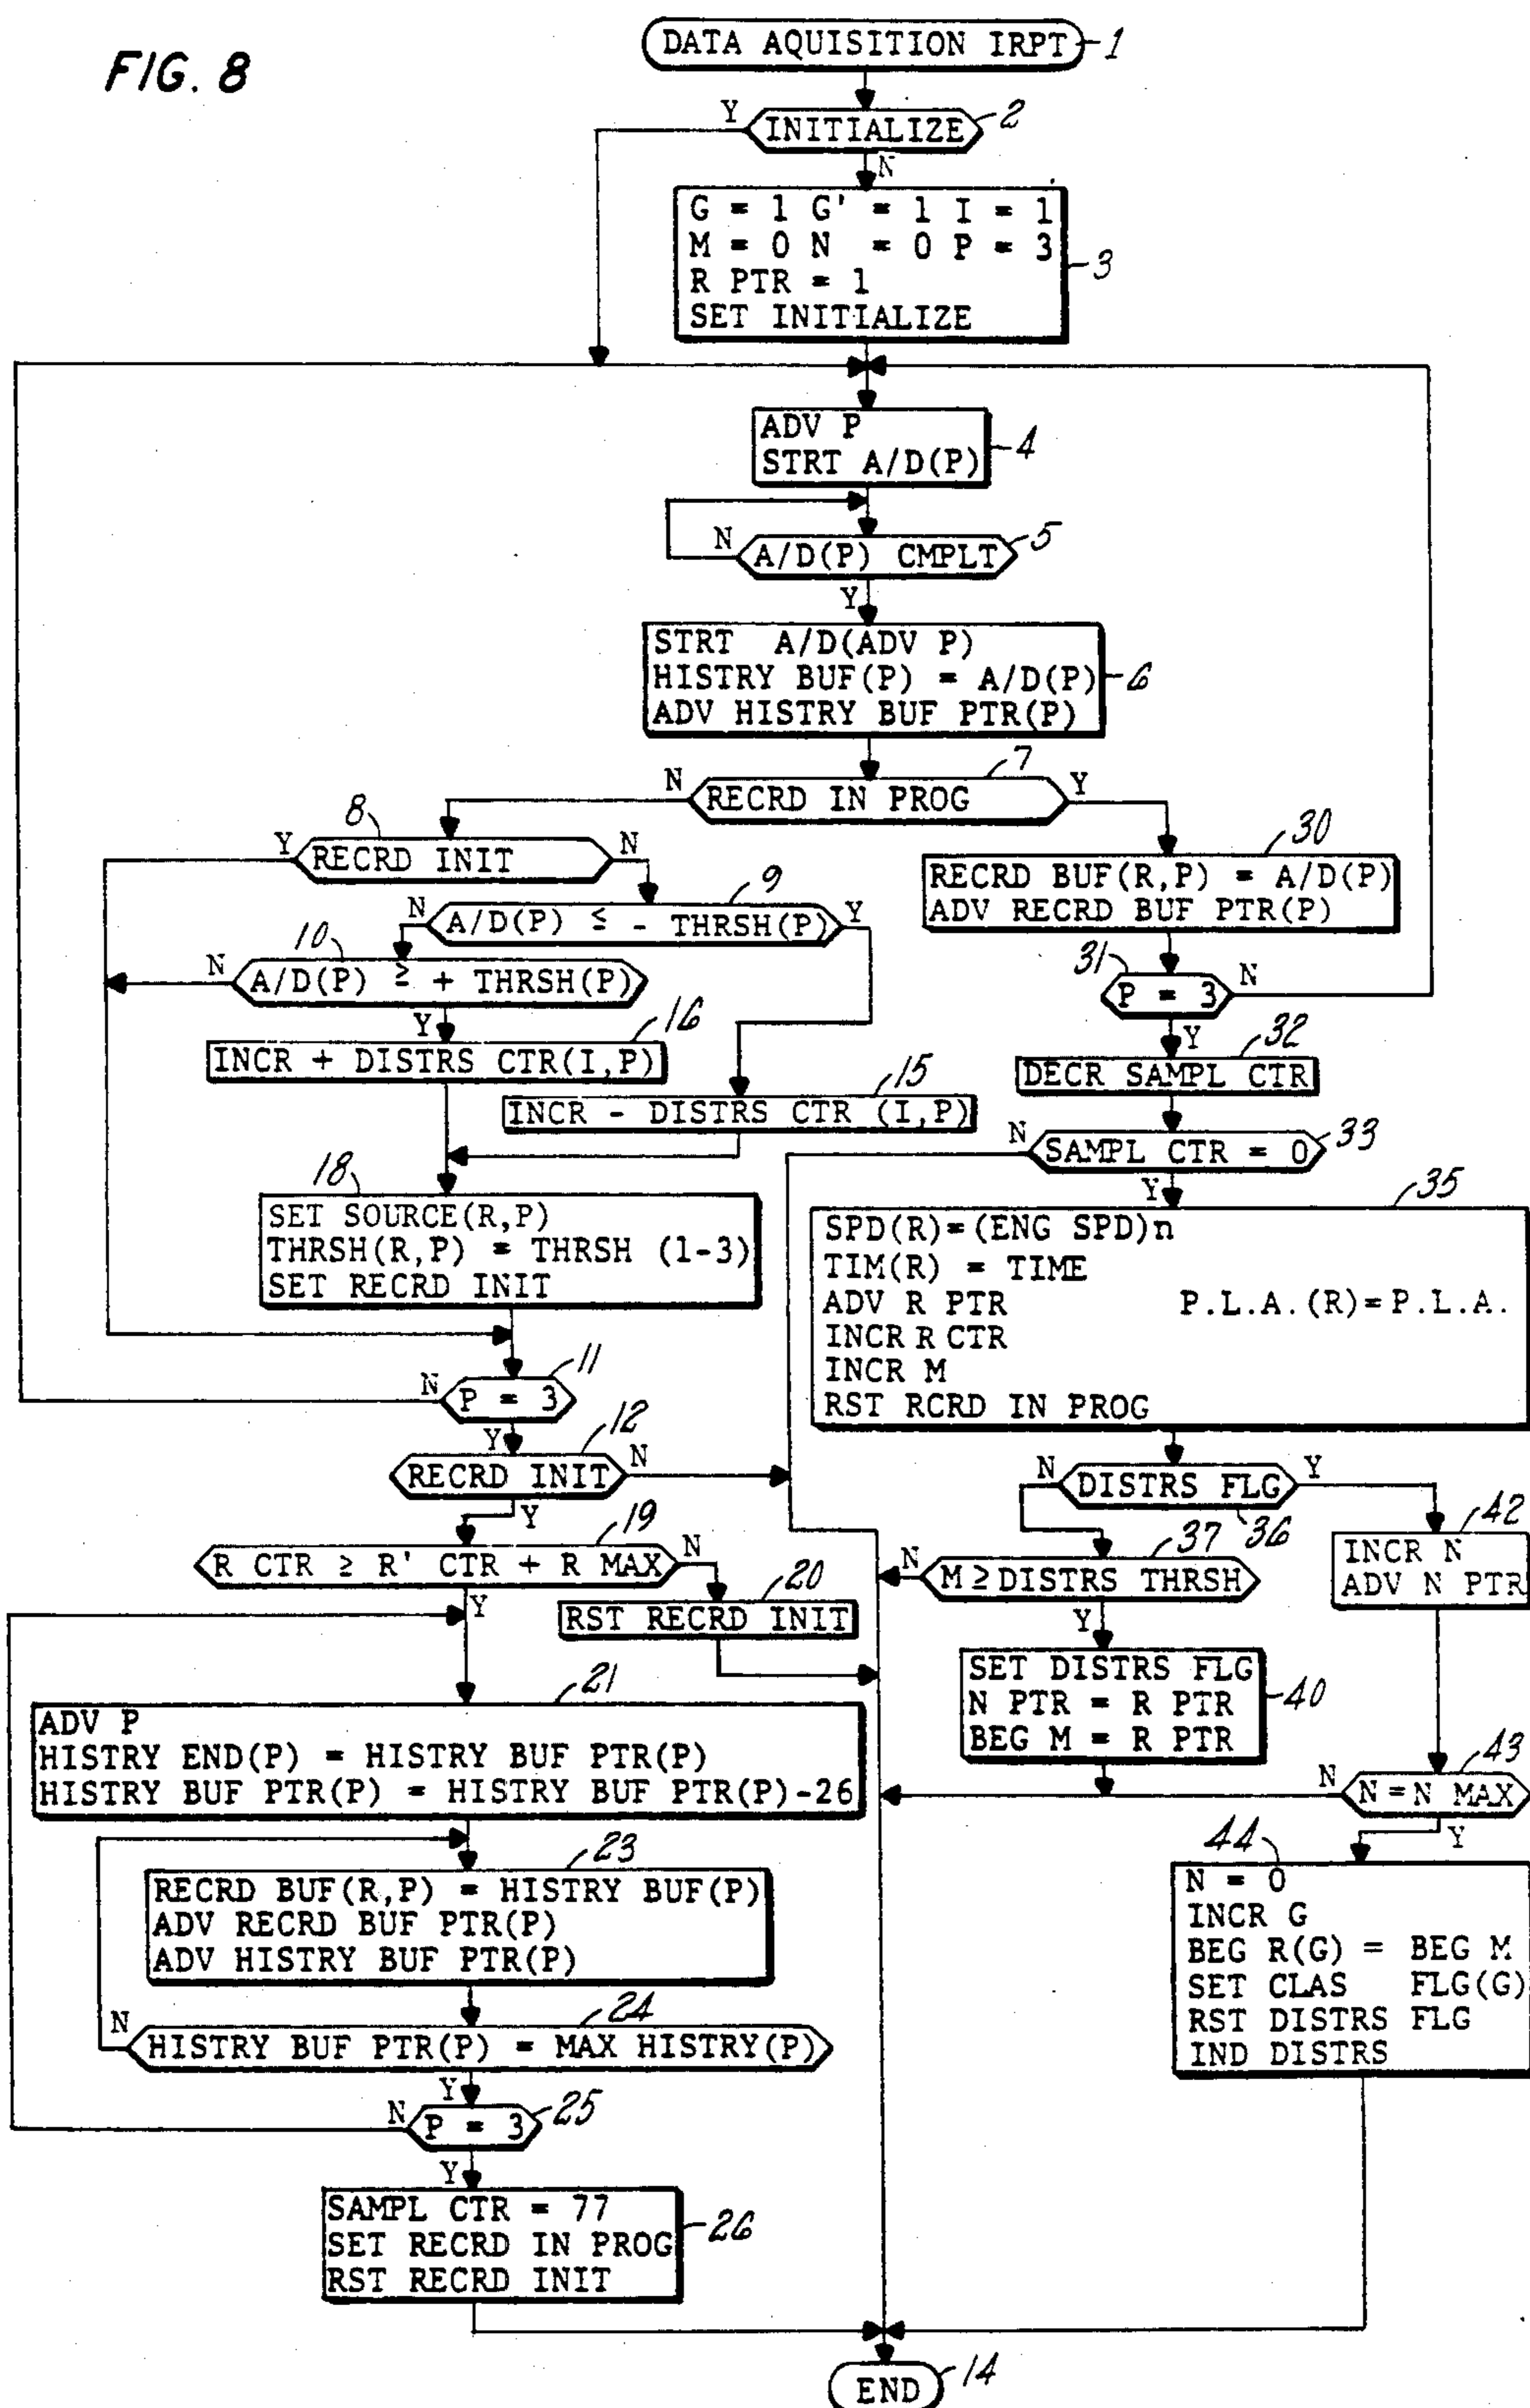 FIG. 8
DATA AQUISITION IRPT
1
Y
INITIALIZE
2
N
G = 1 G' = 1 I = 1
M = 0 N = 0 P = 3
R PTR = 1
SET INITIALIZE
3
ADV P
STRT A/D(P)
4
N
A/D(P) CMPLT
5
Y
STRT A/D(ADV P)
HISTRY BUF(P) = A/D(P)
ADV HISTRY BUF PTR(P)
6
N
RECRD IN PROG
7
Y
8
Y
RECRD INIT
N
30
RECRD BUF(R,P) = A/D(P)
ADV RECRD BUF PTR(P)
9
N
A/D(P) ≤ - THRSH(P)
Y
10
N
A/D(P) ≥ + THRSH(P)
Y
31
P = 3
N
Y
16
INCR + DISTRS CTR(I,P)
32
DECR SAMPL CTR
15
INCR - DISTRS CTR (I,P)
N
SAMPL CTR = 0
33
Y
18
SET SOURCE(R,P)
THRSH(R,P) = THRSH (1-3)
SET RECRD INIT
35
SPD(R)=(ENG SPD)n
TIM(R) = TIME
ADV R PTR P.L.A.(R)=P.L.A.
INCR R CTR
INCR M
RST RCRD IN PROG
11
N
P = 3
Y
12
RECRD INIT
N
Y
N
DISTRS FLG
Y
36
42
INCR N
ADV N PTR
19
R CTR ≥ R' CTR + R MAX
N
Y
37
N
M ≥ DISTRS THRSH
Y
20
RST RECRD INIT
SET DISTRS FLG
N PTR = R PTR
BEG M = R PTR
40
21
ADV P
HISTRY END(P) = HISTRY BUF PTR(P)
HISTRY BUF PTR(P) = HISTRY BUF PTR(P)-26
43
N
N = N MAX
Y
23
RECRD BUF(R,P) = HISTRY BUF(P)
ADV RECRD BUF PTR(P)
ADV HISTRY BUF PTR(P)
44
N = 0
INCR G
BEG R(G) = BEG M
SET CLAS FLG(G)
RST DISTRS FLG
IND DISTRS
24
N
HISTRY BUF PTR(P) = MAX HISTRY(P)
Y
N
P = 3
25
Y
SAMPL CTR = 77
SET RECRD IN PROG
RST RECRD INIT
26
END
14